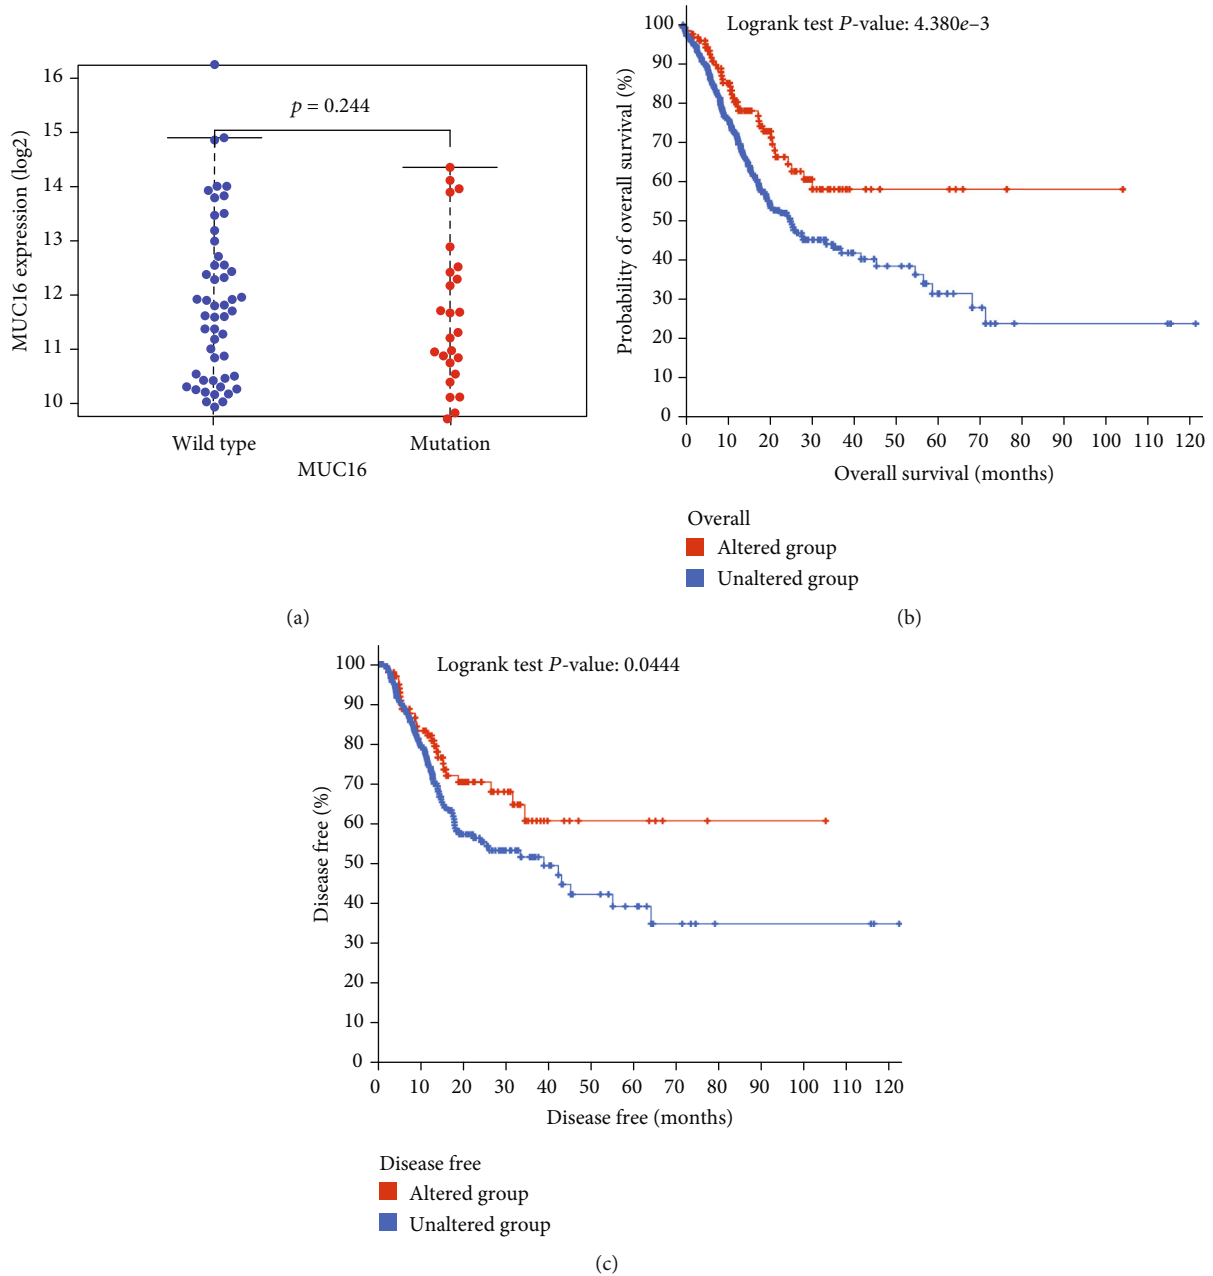 MUC16 expression (log2)
16
15
14
13
12
11
10
p = 0.244
Wild type
Mutation
MUC16
(a)
Probability of overall survival (%)
100
90
80
70
60
50
40
30
20
10
0
Logrank test P-value: 4.380e–3
0 10 20 30 40 50 60 70 80 90 100 110 120
Overall survival (months)
Overall
Altered group
Unaltered group
(b)
Disease free (%)
100
90
80
70
60
50
40
30
20
10
0
Logrank test P-value: 0.0444
0 10 20 30 40 50 60 70 80 90 100 110 120
Disease free (months)
Disease free
Altered group
Unaltered group
(c)